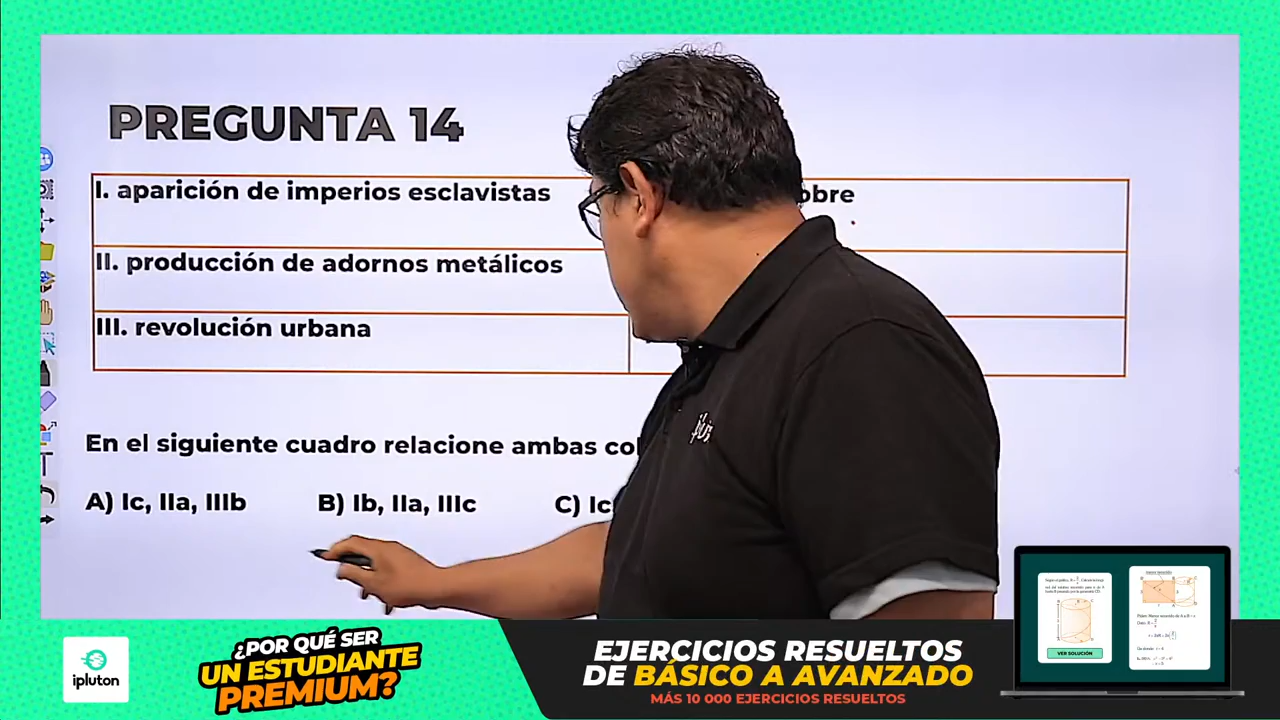 PREGUNTA 14
I. aparición de imperios esclavistas
obre
II. producción de adornos metálicos
III. revolución urbana
En el siguiente cuadro relacione ambas col
A) Ic, IIa, IIIb B) Ib, IIa, IIIc C) Ic
ipluton
¿POR QUÉ SER
UN ESTUDIANTE
PREMIUM?
EJERCICIOS RESUELTOS
DE BÁSICO A AVANZADO
MÁS 10 000 EJERCICIOS RESUELTOS
VER SOLUCIÓN